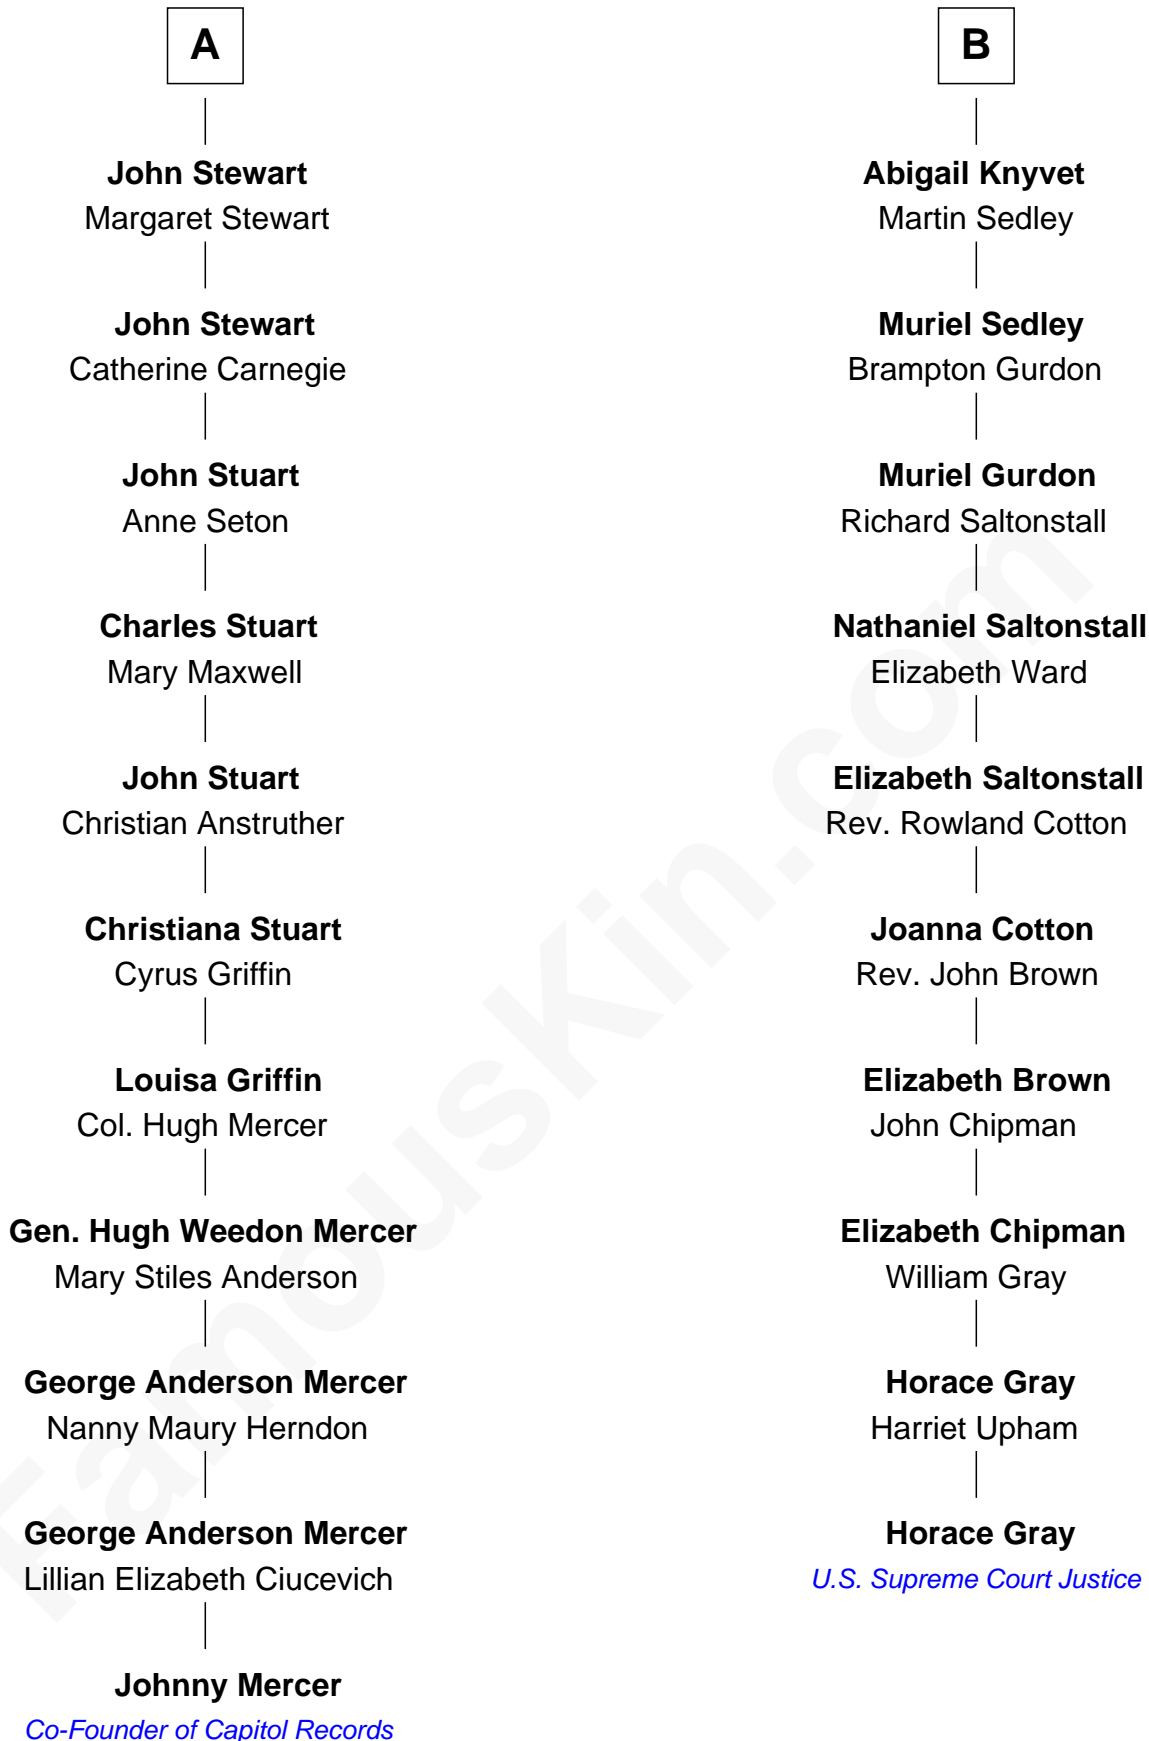 A
John Stewart
Margaret Stewart
John Stewart
Catherine Carnegie
John Stuart
Anne Seton
Charles Stuart
Mary Maxwell
John Stuart
Christian Anstruther
Christiana Stuart
Cyrus Griffin
Louisa Griffin
Col. Hugh Mercer
Gen. Hugh Weedon Mercer
Mary Stiles Anderson
George Anderson Mercer
Nanny Maury Herndon
George Anderson Mercer
Lillian Elizabeth Ciucevich
Johnny Mercer
Co-Founder of Capitol Records
B
Abigail Knyvet
Martin Sedley
Muriel Sedley
Brampton Gurdon
Muriel Gurdon
Richard Saltonstall
Nathaniel Saltonstall
Elizabeth Ward
Elizabeth Saltonstall
Rev. Rowland Cotton
Joanna Cotton
Rev. John Brown
Elizabeth Brown
John Chipman
Elizabeth Chipman
William Gray
Horace Gray
Harriet Upham
Horace Gray
U.S. Supreme Court Justice
FamousKin.com